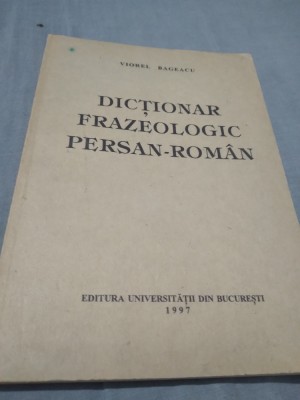 VIOREL BAGEACU
DICȚIONAR
FRAZEOLOGIC
PERSAN-ROMÂN
EDITURA UNIVERSITĂȚII DIN BUCUREȘTI
1997